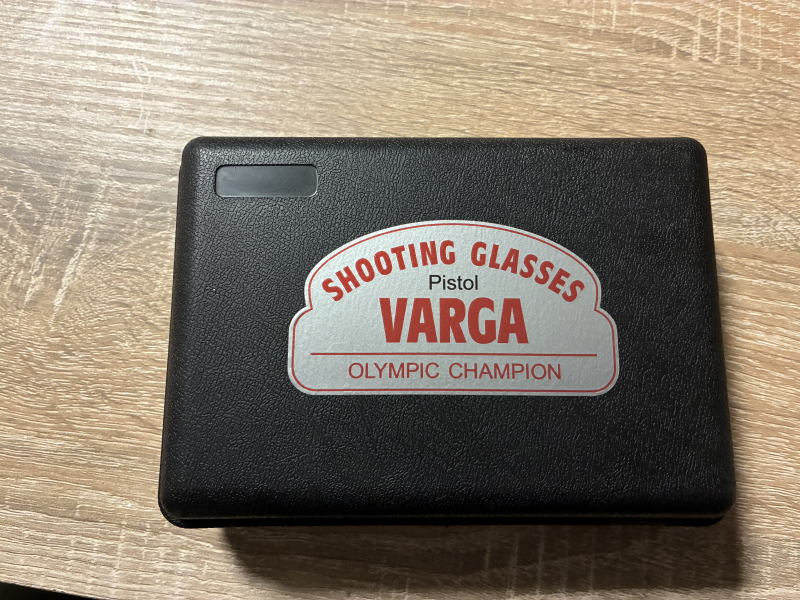 SHOOTING GLASSES
Pistol
VARGA
OLYMPIC CHAMPION